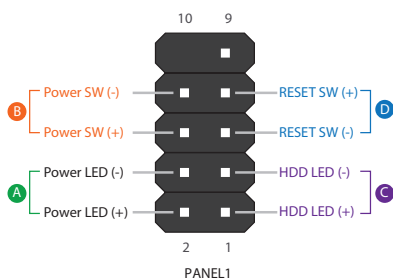 10 9
Power SW (-) RESET SW (+)
B D
Power SW (+) RESET SW (-)
Power LED (-) HDD LED (-)
A C
Power LED (+) HDD LED (+)
2 1
PANEL1